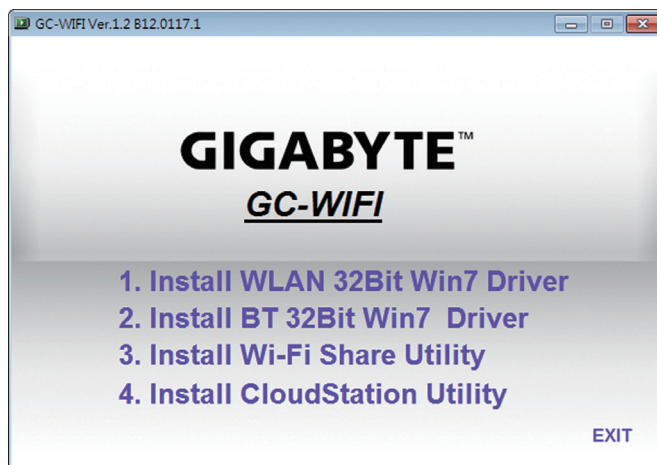 GC-WIFI Ver.1.2 B12.0117.1
GIGABYTE™
GC-WIFI
1. Install WLAN 32Bit Win7 Driver
2. Install BT 32Bit Win7 Driver
3. Install Wi-Fi Share Utility
4. Install CloudStation Utility
EXIT